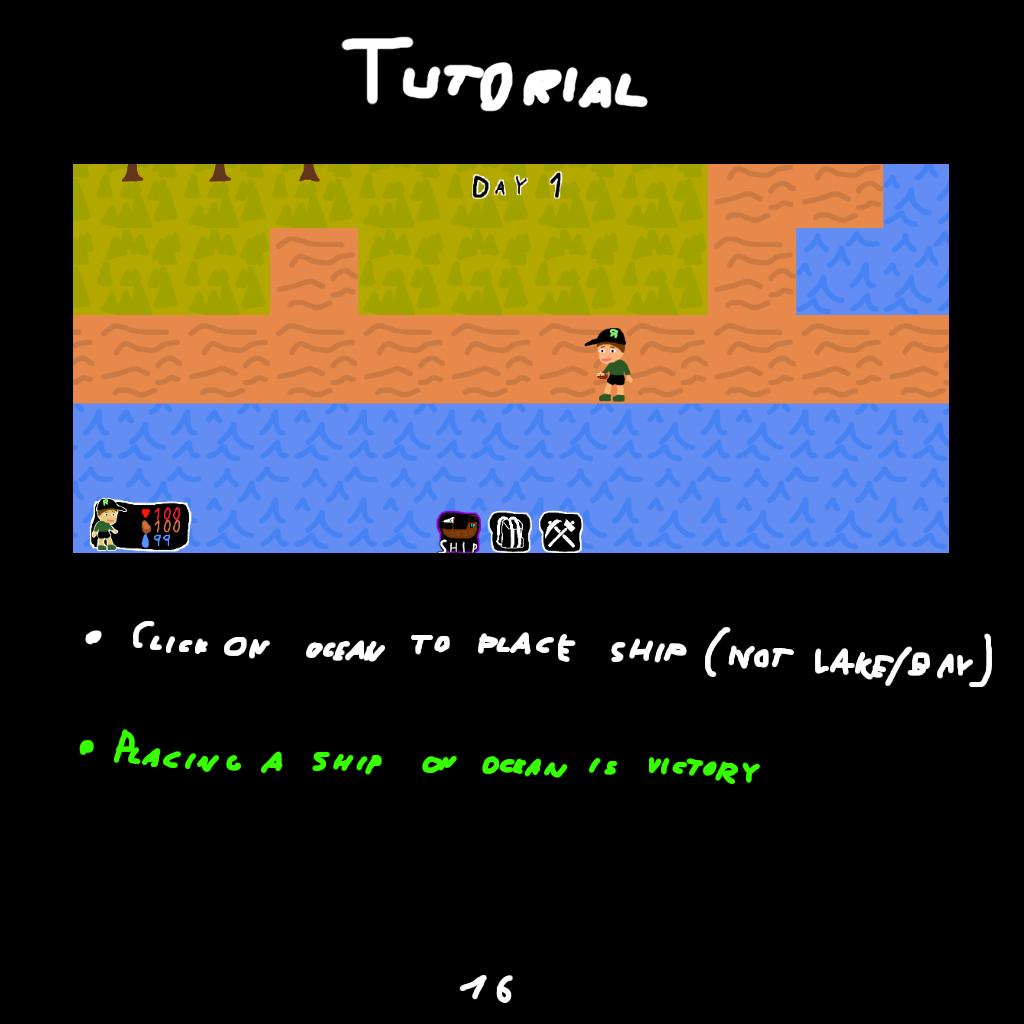 TUTORIAL
DAY 1
100
100
99
SHIP
• CLICK ON OCEAN TO PLACE SHIP (NOT LAKE/BAY)
• PLACING A SHIP ON OCEAN IS VICTORY
16